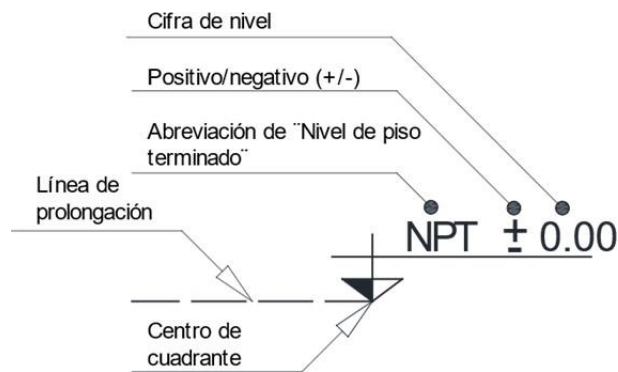 Cifra de nivel
Positivo/negativo (+/-)
Abreviación de ¨Nivel de piso
terminado¨
Línea de
prolongación
NPT ± 0.00
Centro de
cuadrante